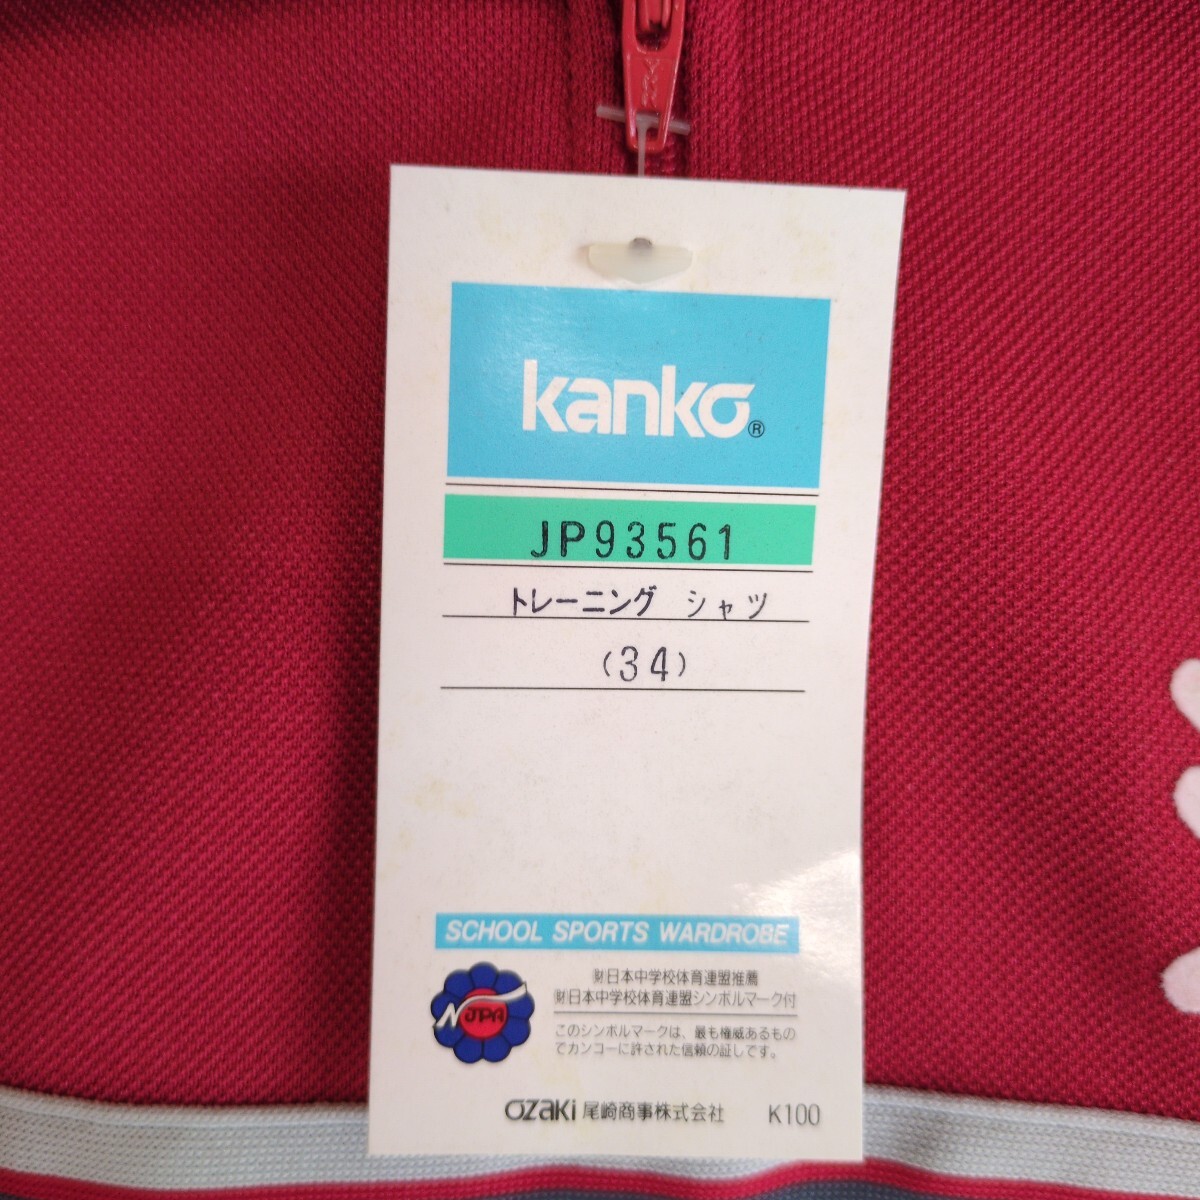 kanko®
JP93561
トレーニング シャツ
(34)
SCHOOL SPORTS WARDROBE
財日本中学校体育連盟推薦
財日本中学校体育連盟シンボルマーク付
NJPA
このシンボルマークは、最も権威あるもの
でカンコーに許された信頼の証しです。
OZAKI 尾崎商事株式会社 K100